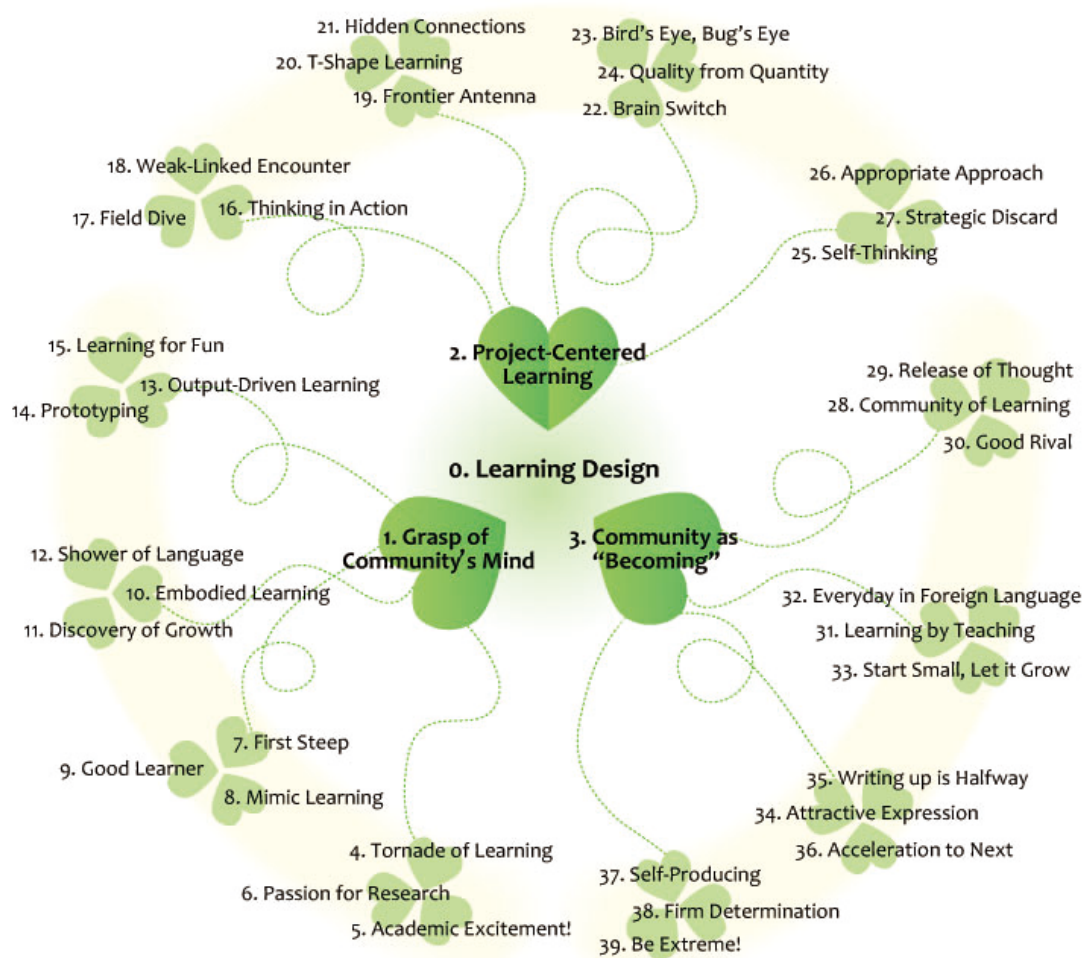 21. Hidden Connections
20. T-Shape Learning
19. Frontier Antenna
23. Bird's Eye, Bug's Eye
24. Quality from Quantity
22. Brain Switch
18. Weak-Linked Encounter
17. Field Dive
16. Thinking in Action
26. Appropriate Approach
27. Strategic Discard
25. Self-Thinking
2. Project-Centered
Learning
15. Learning for Fun
13. Output-Driven Learning
14. Prototyping
29. Release of Thought
28. Community of Learning
30. Good Rival
0. Learning Design
1. Grasp of
Community's Mind
3. Community as
“Becoming”
12. Shower of Language
10. Embodied Learning
11. Discovery of Growth
32. Everyday in Foreign Language
31. Learning by Teaching
33. Start Small, Let it Grow
7. First Steep
9. Good Learner
8. Mimic Learning
35. Writing up is Halfway
34. Attractive Expression
36. Acceleration to Next
4. Tornade of Learning
6. Passion for Research
5. Academic Excitement!
37. Self-Producing
38. Firm Determination
39. Be Extreme!